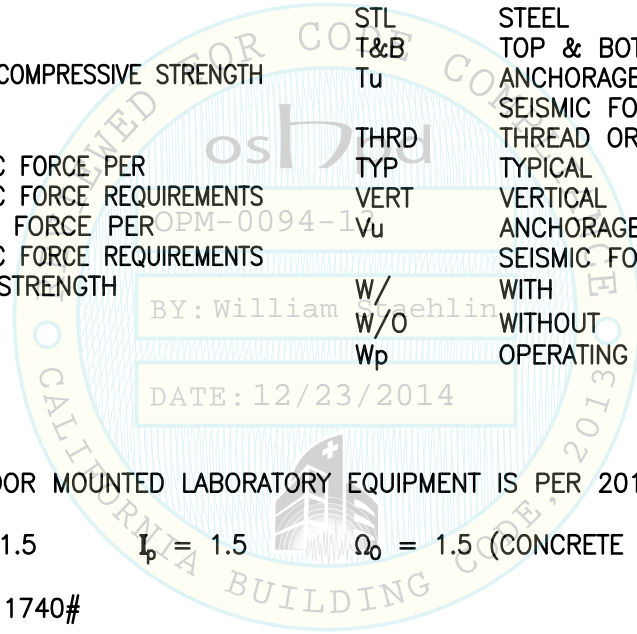 STL STEEL
T&B TOP & BOT
COMPRESSIVE STRENGTH Tu ANCHORAGE
SEISMIC FO
THRD THREAD OR
C FORCE PER TYP TYPICAL
C FORCE REQUIREMENTS VERT VERTICAL
FORCE PER Vu ANCHORAGE
C FORCE REQUIREMENTS SEISMIC FO
STRENGTH W/ WITH
W/O WITHOUT
Wp OPERATING
OOR MOUNTED LABORATORY EQUIPMENT IS PER 201
1.5 Ip = 1.5 Ω0 = 1.5 (CONCRETE
1740#
FOR CODE
oshpd
OPM-0094-13
BY: William Staehlin
DATE: 12/23/2014
CALIFORNIA BUILDING CODE, 2013